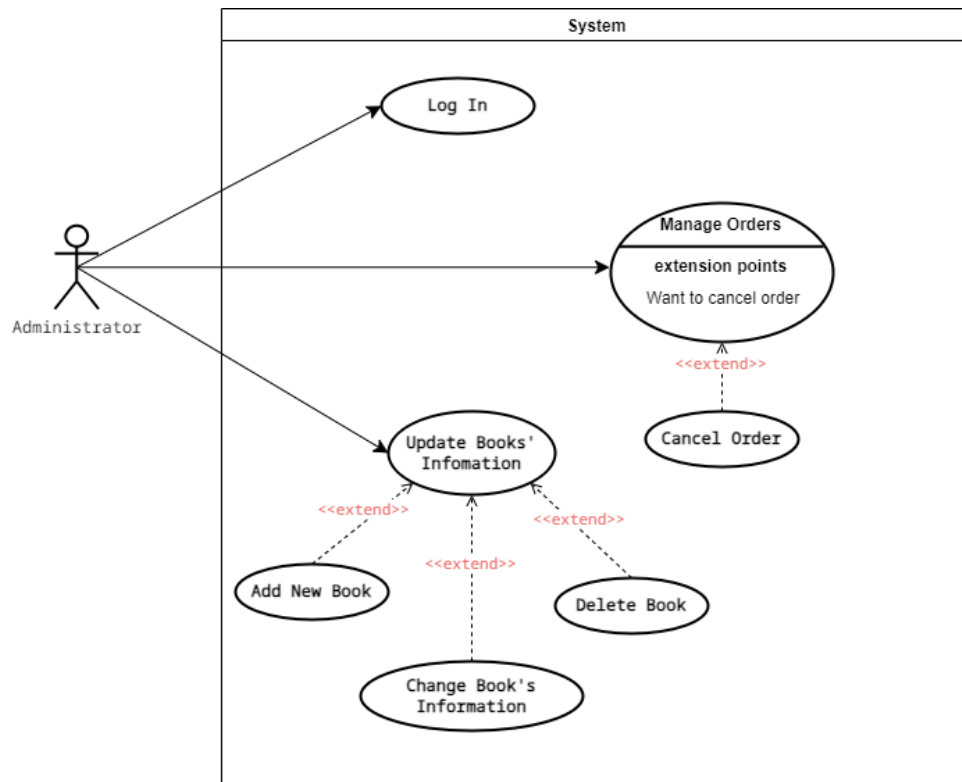 System
Log In
Manage Orders
extension points
Want to cancel order
Administrator
<<extend>>
Cancel Order
Update Books'
Infomation
<<extend>>
<<extend>>
<<extend>>
Add New Book
Delete Book
Change Book's
Information